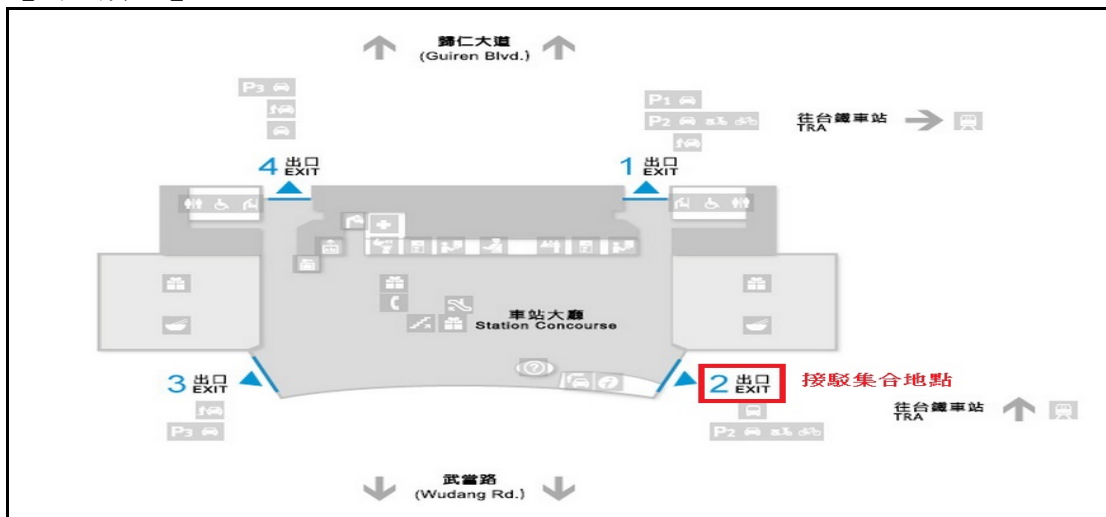 歸仁大道
(Guiren Blvd.)
P3
P1
P2
往台鐵車站
TRA
4 出口
EXIT
1 出口
EXIT
車站大廳
Station Concourse
3 出口
EXIT
2 出口
EXIT
接駁集合地點
往台鐵車站
TRA
P3
P2
武當路
(Wudang Rd.)